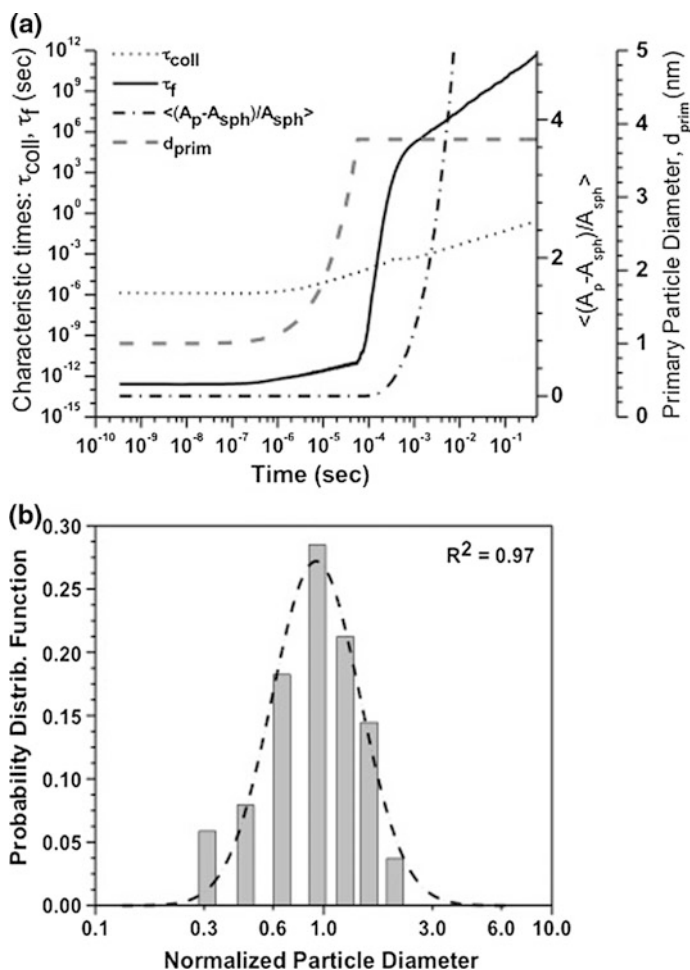 (a)
Characteristic times: τcoll, τf (sec)
10^12
10^9
10^6
10^3
10^0
10^-3
10^-6
10^-9
10^-12
10^-15
τcoll
τf
<(Ap-Asph)/Asph>
dprim
10^-10 10^-9 10^-8 10^-7 10^-6 10^-5 10^-4 10^-3 10^-2 10^-1
Time (sec)
4
2
0
<(Ap-Asph)/Asph>
5
4
3
2
1
0
Primary Particle Diameter, dprim (nm)
(b)
Probability Distrib. Function
0.30
0.25
0.20
0.15
0.10
0.05
0.00
R² = 0.97
0.1 0.3 0.6 1.0 3.0 6.0 10.0
Normalized Particle Diameter